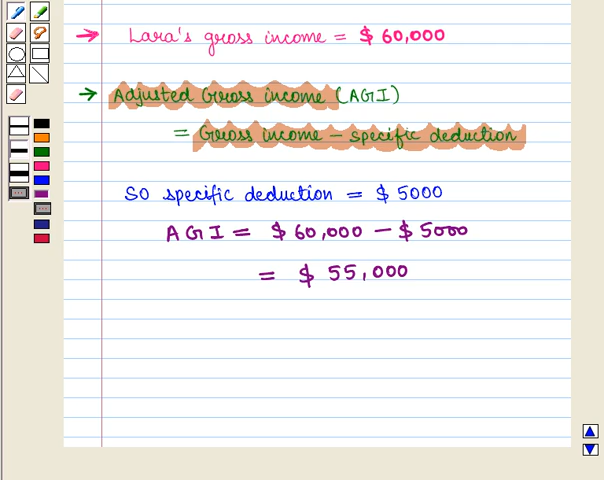 → Lara's gross income = $ 60,000
→ Adjusted Gross income (AGI)
= Gross income – specific deduction
So specific deduction = $ 5000
AGI = $ 60,000 – $ 5000
= $ 55,000